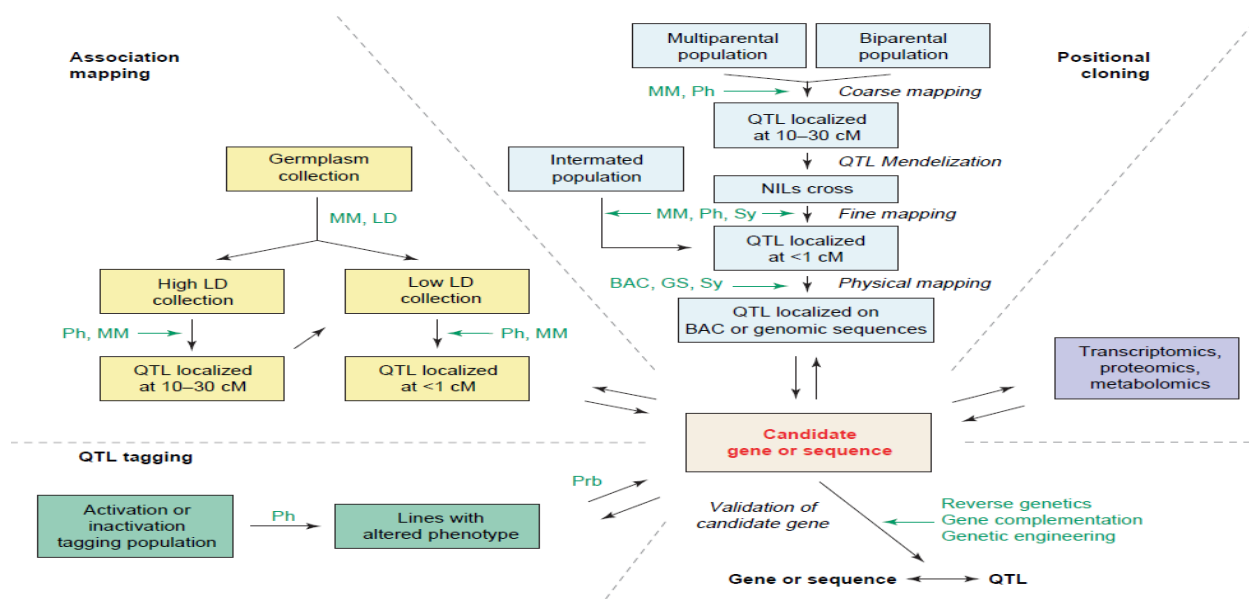 Association
mapping
Multiparental
population
Biparental
population
Positional
cloning
MM, Ph
Coarse mapping
QTL localized
at 10–30 cM
Germplasm
collection
Intermated
population
QTL Mendelization
NILs cross
MM, LD
MM, Ph, Sy
Fine mapping
QTL localized
at <1 cM
High LD
collection
Low LD
collection
BAC, GS, Sy
Physical mapping
QTL localized on
BAC or genomic sequences
Ph, MM
Ph, MM
QTL localized
at 10–30 cM
QTL localized
at <1 cM
Transcriptomics,
proteomics,
metabolomics
Candidate
gene or sequence
QTL tagging
Prb
Activation or
inactivation
tagging population
Ph
Lines with
altered phenotype
Validation of
candidate gene
Reverse genetics
Gene complementation
Genetic engineering
Gene or sequence
QTL